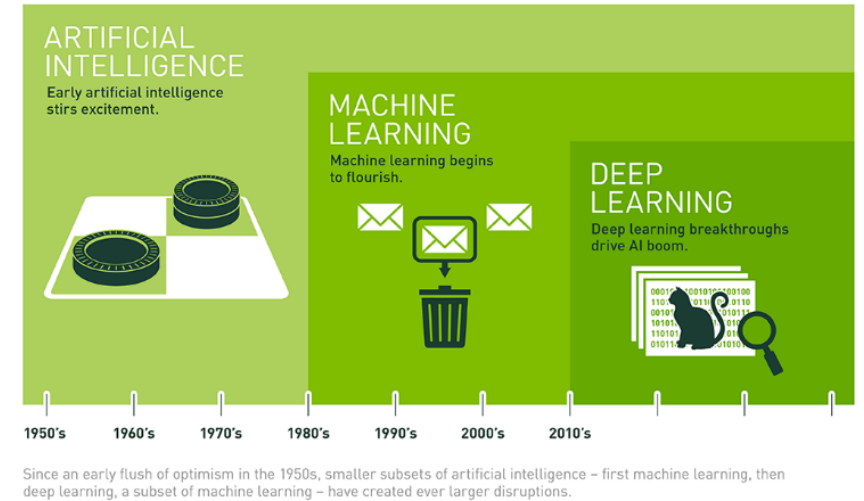 ARTIFICIAL
INTELLIGENCE
Early artificial intelligence
stirs excitement.
MACHINE
LEARNING
Machine learning begins
to flourish.
DEEP
LEARNING
Deep learning breakthroughs
drive AI boom.
1950's 1960's 1970's 1980's 1990's 2000's 2010's
Since an early flush of optimism in the 1950s, smaller subsets of artificial intelligence – first machine learning, then
deep learning, a subset of machine learning – have created ever larger disruptions.